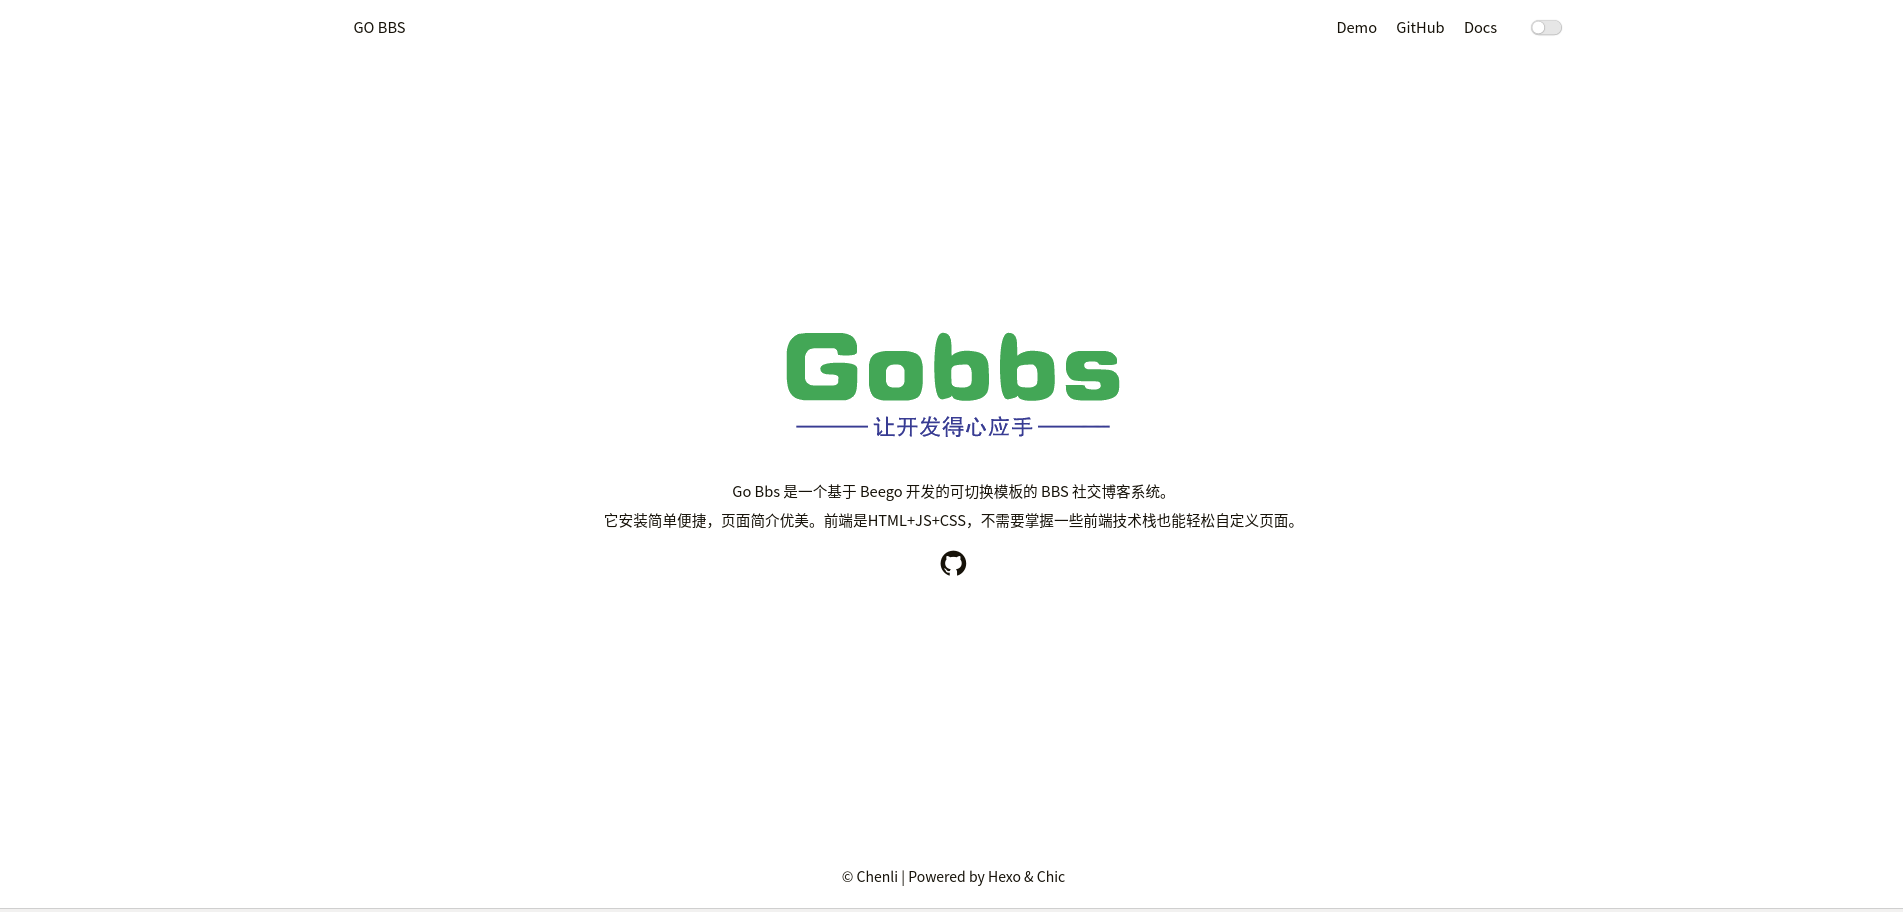 GO BBS
Demo GitHub Docs
Gobbs
让开发得心应手
Go Bbs 是一个基于 Beego 开发的可切换模板的 BBS 社交博客系统。
它安装简单便捷，页面简介优美。前端是HTML+JS+CSS，不需要掌握一些前端技术栈也能轻松自定义页面。
© Chenli | Powered by Hexo & Chic